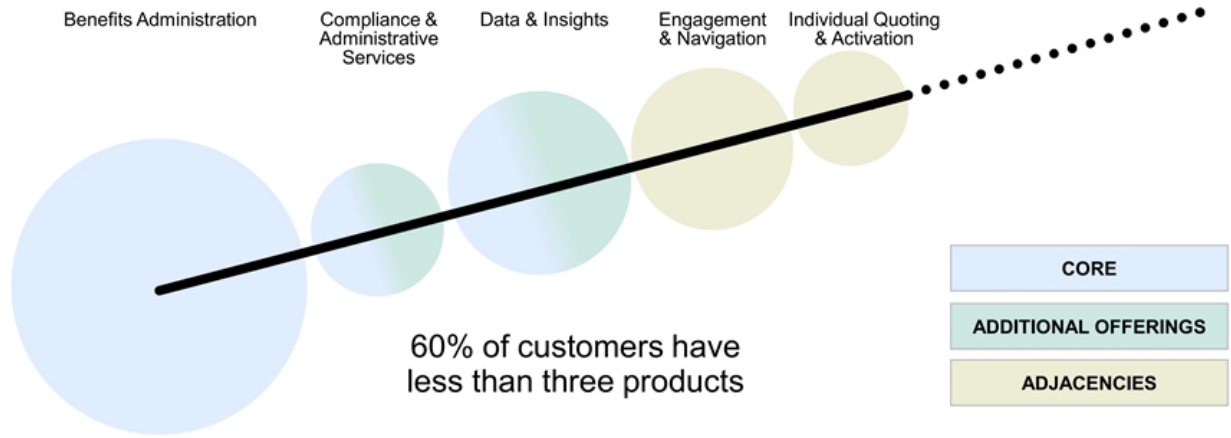 Benefits Administration
Compliance &
Administrative
Services
Data & Insights
Engagement
& Navigation
Individual Quoting
& Activation
CORE
ADDITIONAL OFFERINGS
60% of customers have
less than three products
ADJACENCIES